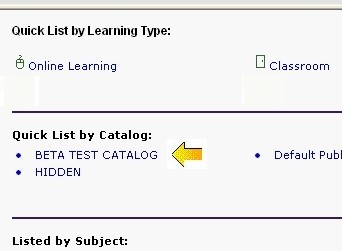 Quick List by Learning Type:
Online Learning Classroom
Quick List by Catalog:
BETA TEST CATALOG Default Publ
HIDDEN
Listed by Subject: